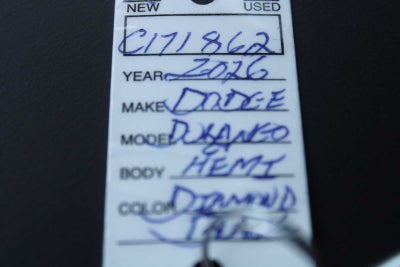 NEW USED
C171862
YEAR 2026
MAKE DODGE
MODEL DURANGO
BODY HEMI
COLOR DIAMOND